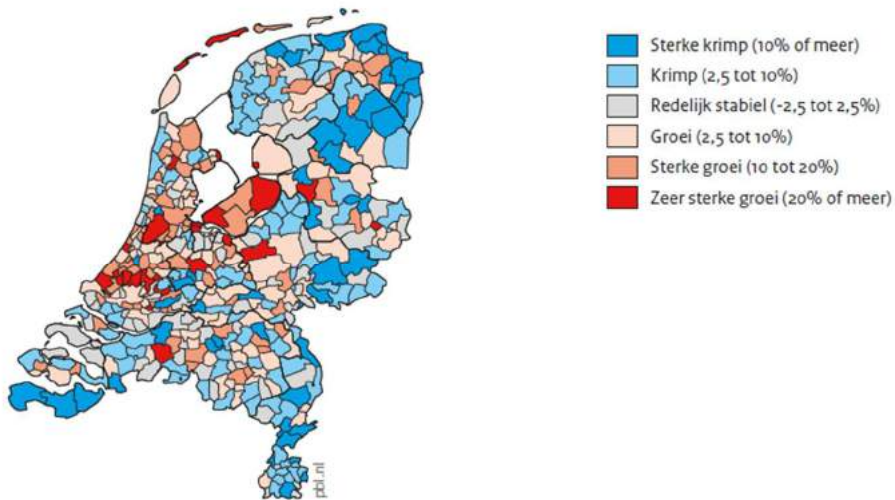 Sterke krimp (10% of meer)
Krimp (2,5 tot 10%)
Redelijk stabiel (-2,5 tot 2,5%)
Groei (2,5 tot 10%)
Sterke groei (10 tot 20%)
Zeer sterke groei (20% of meer)
pbl.nl